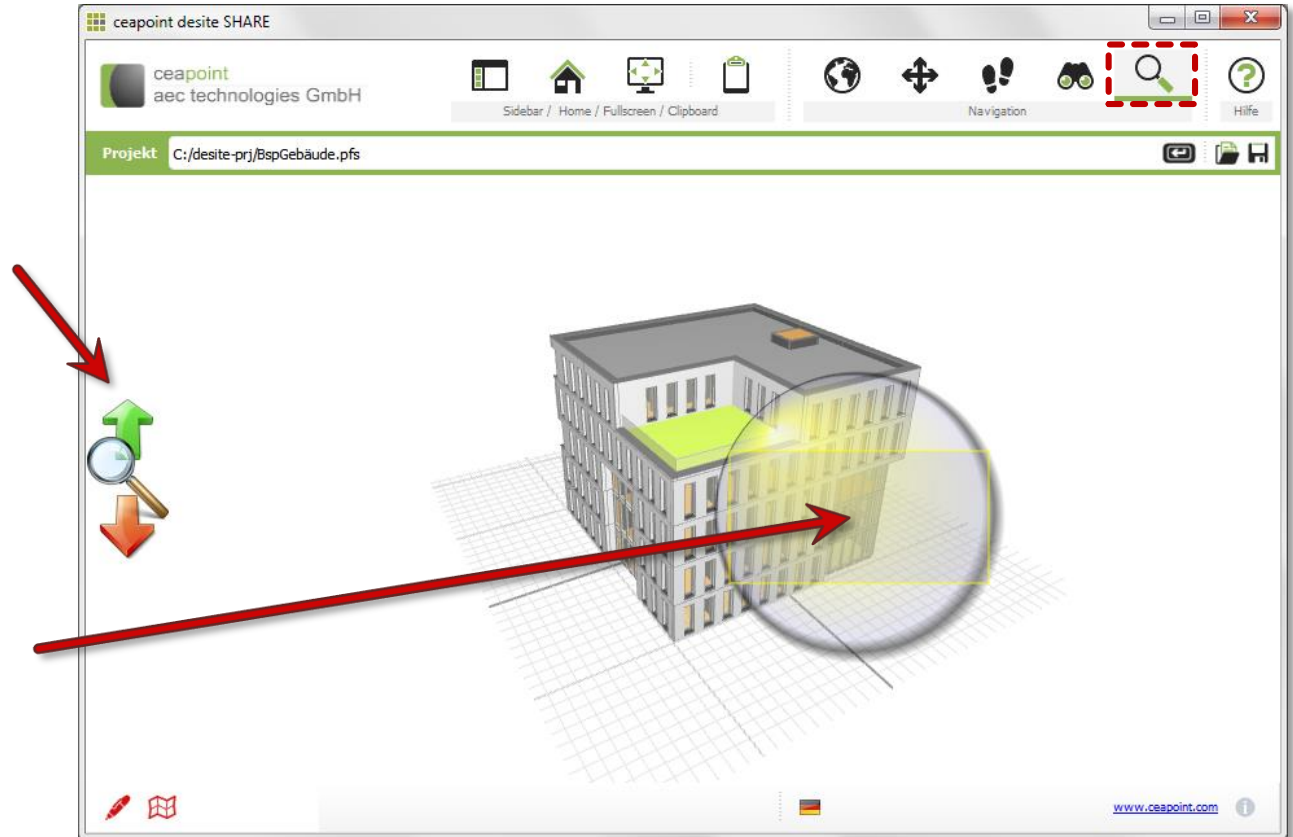 ceapoint desite SHARE
ceapoint
aec technologies GmbH
Sidebar / Home / Fullscreen / Clipboard
Navigation
Hilfe
Projekt C:/desite-prj/BspGebäude.pfs
www.ceapoint.com